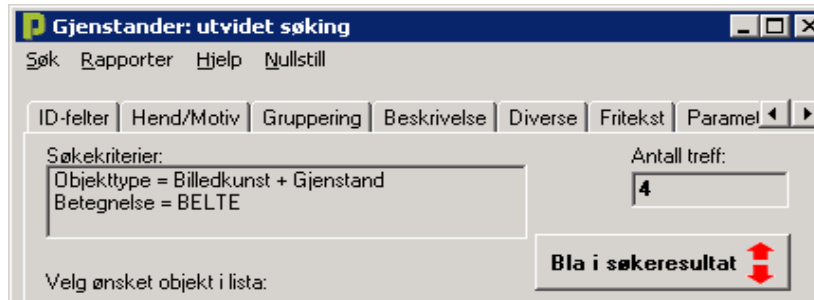 Gjenstander: utvidet søking
Søk Rapporter Hjelp Nullstill
ID-felter Hend/Motiv Gruppering Beskrivelse Diverse Fritekst Paramet
Søkekriterier: Antall treff:
Objekttype = Billedkunst + Gjenstand
4
Betegnelse = BELTE
Bla i søkeresultat
Velg ønsket objekt i lista: